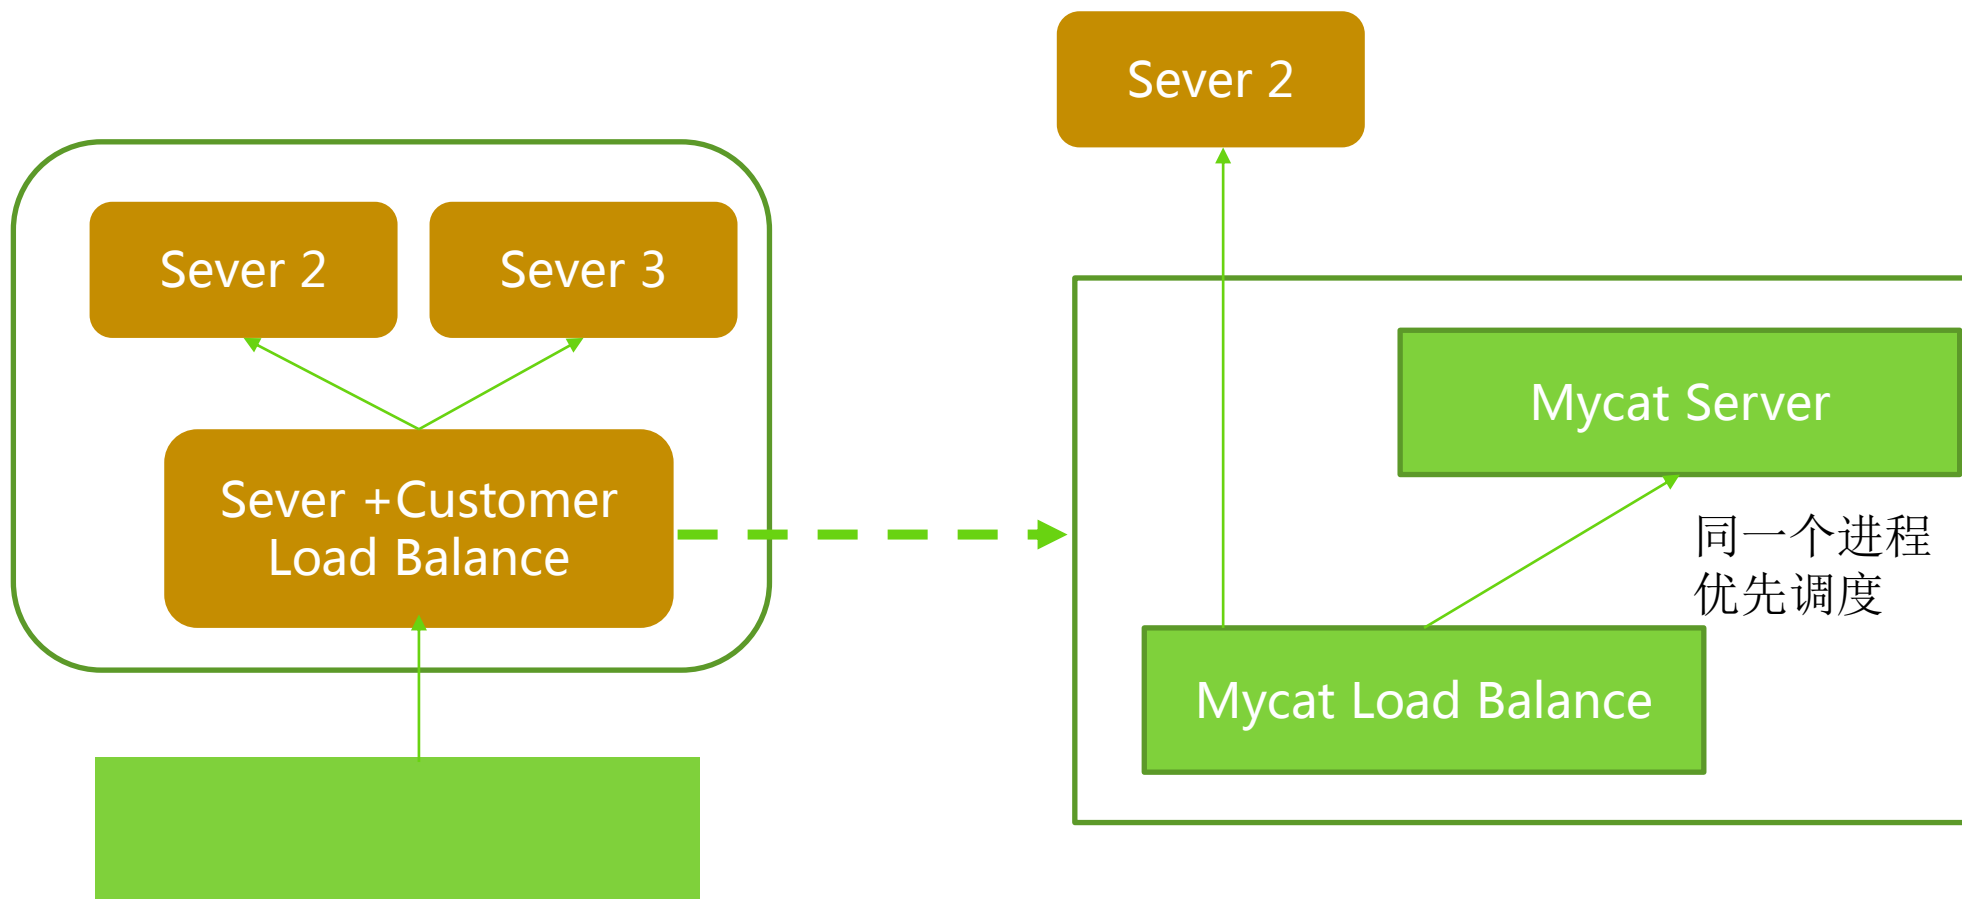 Sever 2
Sever 3
Sever +Customer
Load Balance
Sever 2
Mycat Server
同一个进程
优先调度
Mycat Load Balance